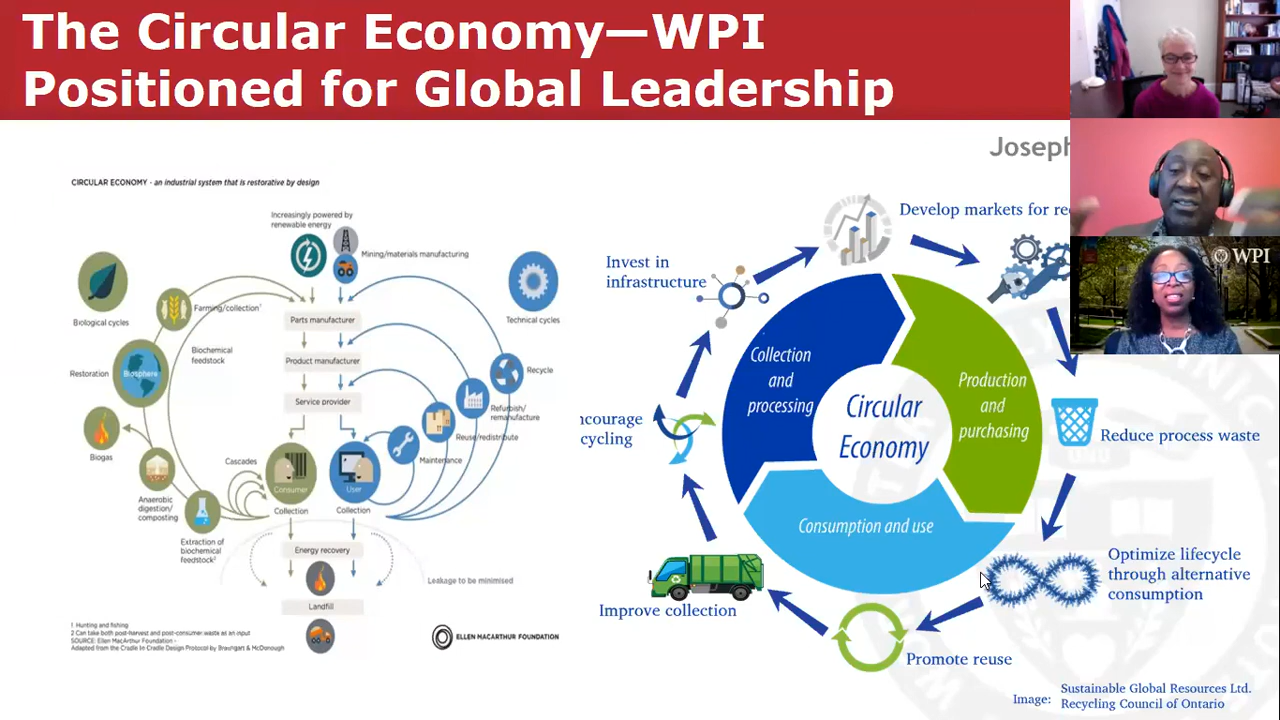 The Circular Economy—WPI
Positioned for Global Leadership
Joseph
CIRCULAR ECONOMY - an industrial system that is restorative by design
Increasingly powered by
renewable energy
Mining/materials manufacturing
Biological cycles
Farming/collection¹
Parts manufacturer
Technical cycles
Biochemical
feedstock
Product manufacturer
Restoration
Biosphere
Recycle
Service provider
Refurbish/
remanufacture
Reuse/redistribute
Biogas
Maintenance
Cascades
Consumer
User
Anaerobic
digestion/
composting
Collection
Collection
Extraction of
biochemical
feedstock²
Energy recovery
Leakage to be minimised
Landfill
1 Hunting and fishing
2 Can take both post-harvest and post-consumer waste as an input
SOURCE: Ellen MacArthur Foundation -
Adapted from the Cradle to Cradle Design Protocol by Braungart & McDonough
ELLEN MACARTHUR FOUNDATION
Develop markets for rec
Invest in
infrastructure
Collection
and
processing
Production
and
purchasing
Circular
Economy
ncourage
cycling
Reduce process waste
Consumption and use
Optimize lifecycle
through alternative
consumption
Improve collection
Promote reuse
Image: Sustainable Global Resources Ltd.
Recycling Council of Ontario
WPI